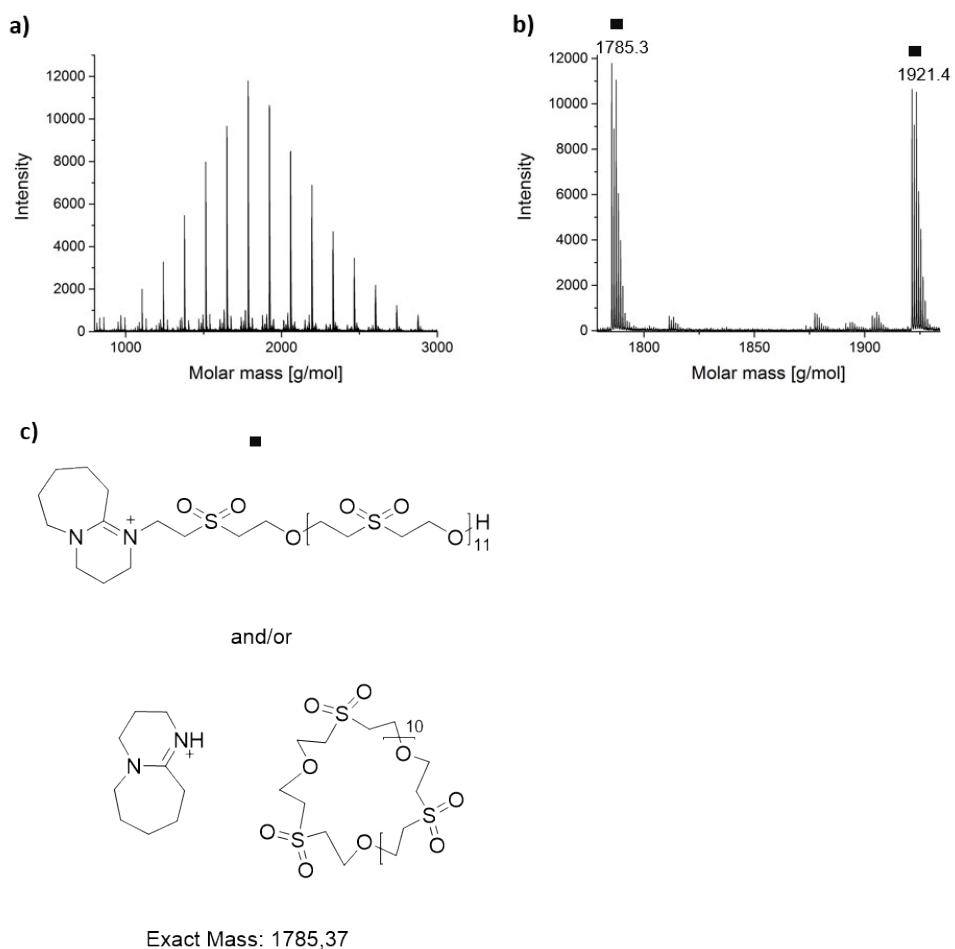 a)
12000
10000
8000
6000
4000
2000
0
Intensity
1000
2000
3000
Molar mass [g/mol]
b)
1785.3
1921.4
12000
10000
8000
6000
4000
2000
0
Intensity
1800
1850
1900
Molar mass [g/mol]
c)
N
+
N
O
S
O
O
O
S
O
O
H
11
and/or
N
NH
+
O
S
O
O
O
S
O
O
S
O
O
10
Exact Mass: 1785,37